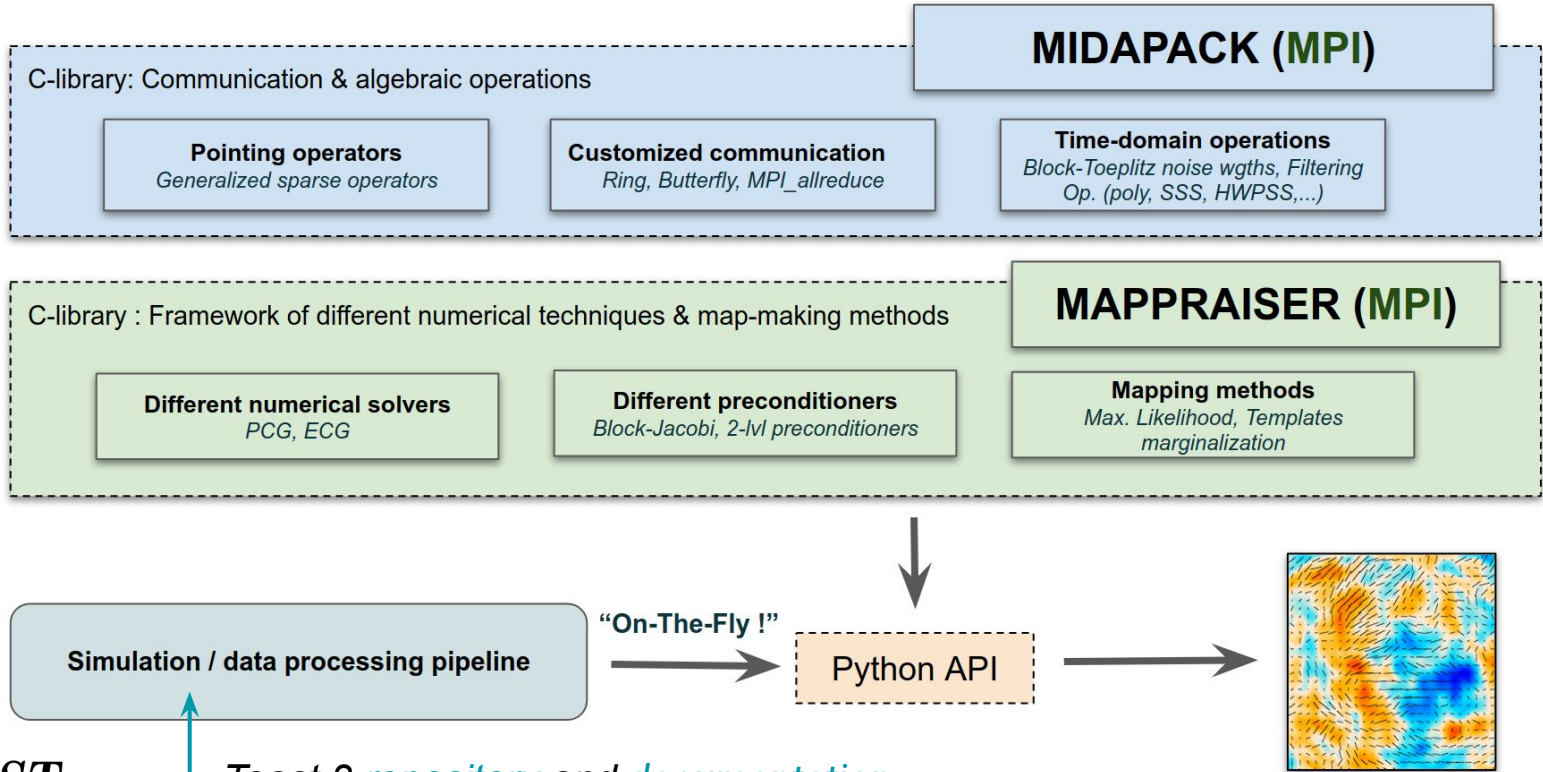 MIDAPACK (MPI)
C-library: Communication & algebraic operations
Pointing operators
Generalized sparse operators
Customized communication
Ring, Butterfly, MPI_allreduce
Time-domain operations
Block-Toeplitz noise wgths, Filtering
Op. (poly, SSS, HWPSS,...)
MAPPRAISER (MPI)
C-library : Framework of different numerical techniques & map-making methods
Different numerical solvers
PCG, ECG
Different preconditioners
Block-Jacobi, 2-lvl preconditioners
Mapping methods
Max. Likelihood, Templates
marginalization
“On-The-Fly !”
Simulation / data processing pipeline
Python API